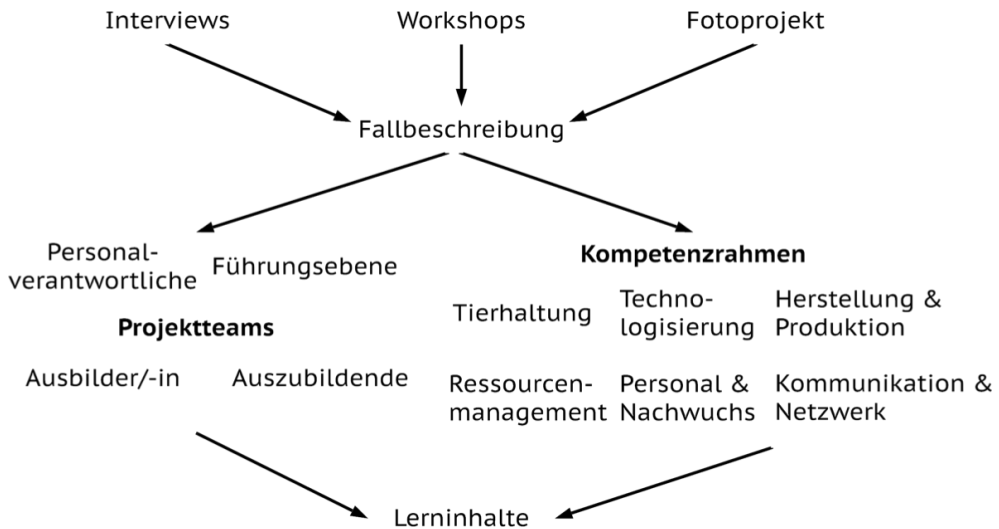 Interviews
Workshops
Fotoprojekt
Fallbeschreibung
Personal-
verantwortliche
Führungsebene
Projektteams
Ausbilder/-in
Auszubildende
Kompetenzrahmen
Tierhaltung
Techno-
logisierung
Herstellung &
Produktion
Ressourcen-
management
Personal &
Nachwuchs
Kommunikation &
Netzwerk
Lerninhalte